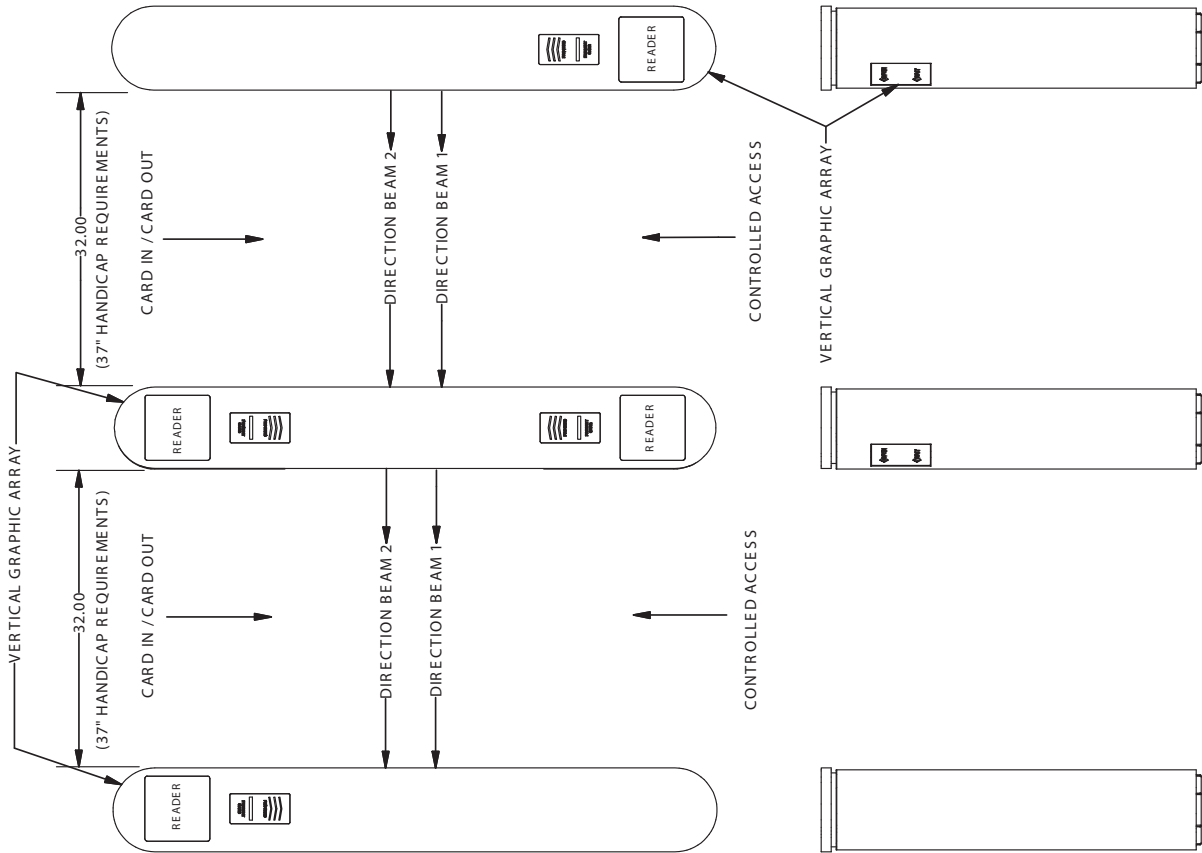 VERTICAL GRAPHIC ARRAY
32.00
32.00
(37" HANDICAP REQUIREMENTS)
(37" HANDICAP REQUIREMENTS)
CARD IN / CARD OUT
CARD IN / CARD OUT
READER
READER
DIRECTION BEAM 2
DIRECTION BEAM 2
DIRECTION BEAM 1
DIRECTION BEAM 1
READER
READER
CONTROLLED ACCESS
CONTROLLED ACCESS
VERTICAL GRAPHIC ARRAY